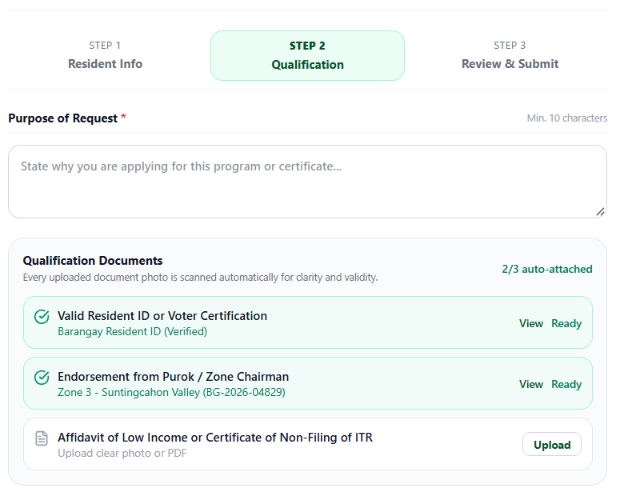 STEP 1
Resident Info
STEP 2
Qualification
STEP 3
Review & Submit
Purpose of Request *
Min. 10 characters
State why you are applying for this program or certificate...
Qualification Documents
Every uploaded document photo is scanned automatically for clarity and validity.
2/3 auto-attached
Valid Resident ID or Voter Certification
Barangay Resident ID (Verified)
View Ready
Endorsement from Purok / Zone Chairman
Zone 3 - Suntingcahon Valley (BG-2026-04829)
View Ready
Affidavit of Low Income or Certificate of Non-Filing of ITR
Upload clear photo or PDF
Upload